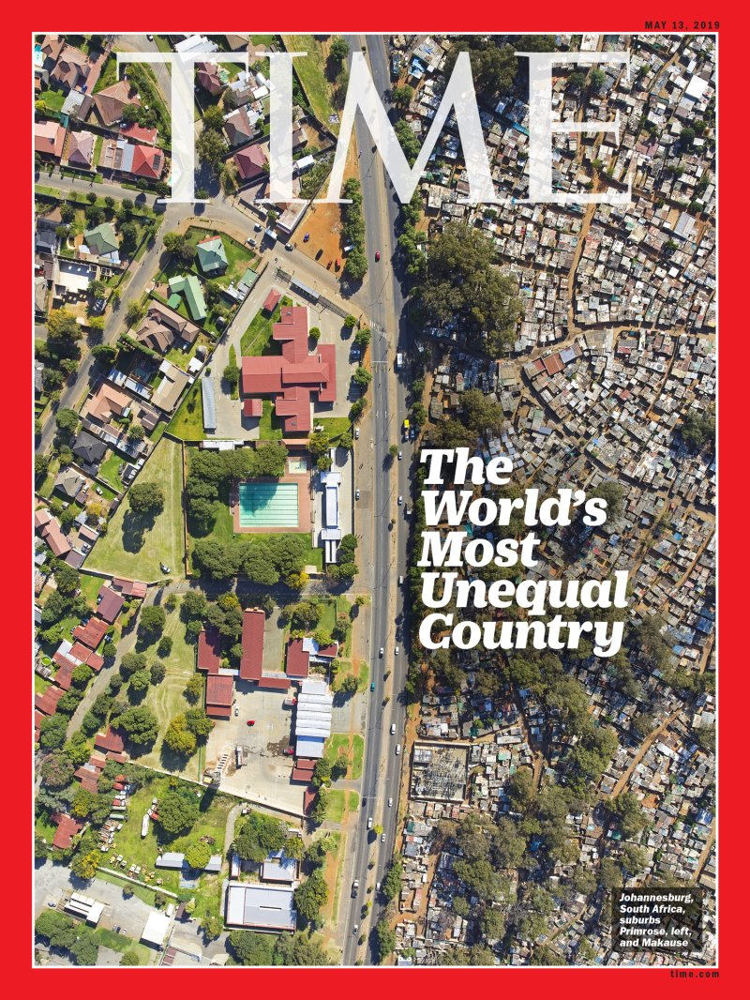 MAY 13, 2019
TIME
The
World's
Most
Unequal
Country
Johannesburg,
South Africa,
suburbs
Primrose, left,
and Makause
time.com